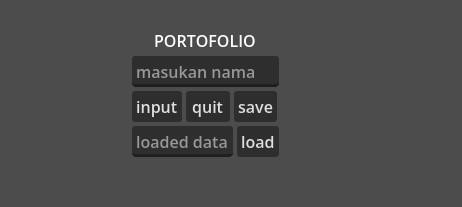 PORTOFOLIO
masukan nama
input quit save
loaded data load